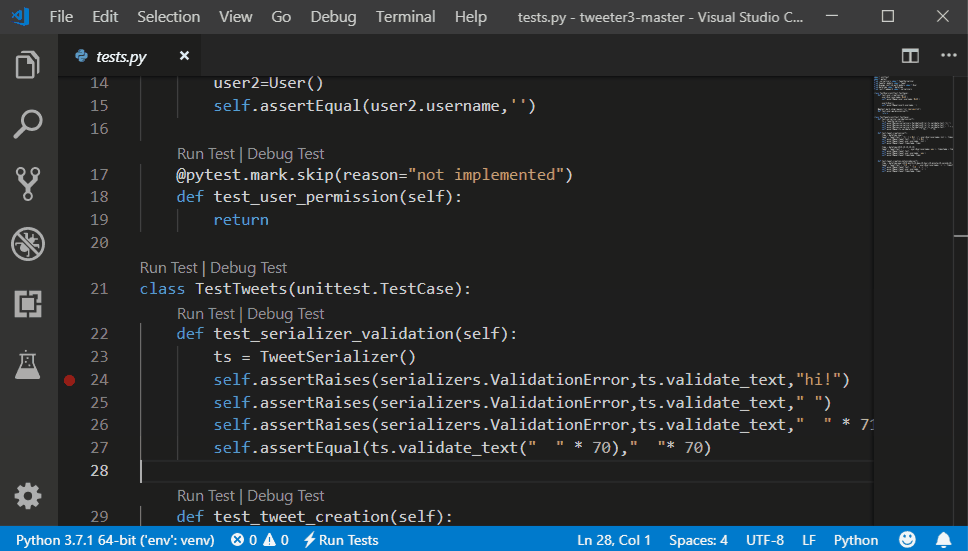 File Edit Selection View Go Debug Terminal Help tests.py - tweeter3-master - Visual Studio C...
tests.py
14 user2=User()
15 self.assertEqual(user2.username,'')
16
Run Test | Debug Test
17 @pytest.mark.skip(reason="not implemented")
18 def test_user_permission(self):
19 return
20
Run Test | Debug Test
21 class TestTweets(unittest.TestCase):
Run Test | Debug Test
22 def test_serializer_validation(self):
23 ts = TweetSerializer()
24 self.assertRaises(serializers.ValidationError,ts.validate_text,"hi!")
25 self.assertRaises(serializers.ValidationError,ts.validate_text," ")
26 self.assertRaises(serializers.ValidationError,ts.validate_text,"  " * 71
27 self.assertEqual(ts.validate_text("  " * 70),"  "* 70)
28
Run Test | Debug Test
29 def test_tweet_creation(self):
Python 3.7.1 64-bit ('env': venv) 0 0 Run Tests Ln 28, Col 1 Spaces: 4 UTF-8 LF Python